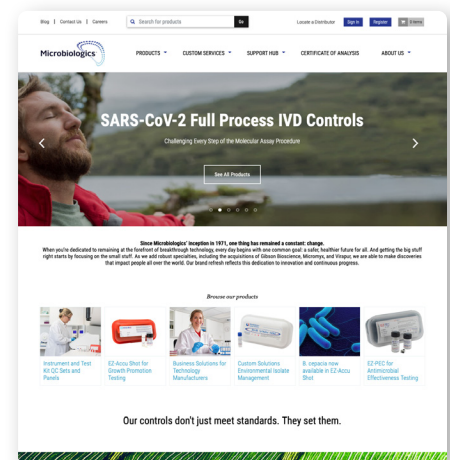 Blog | Contact Us | Careers
Search for products
Go
Locate a Distributor
Sign In
Register
0 items
Microbiologics
PRODUCTS
CUSTOM SERVICES
SUPPORT HUB
CERTIFICATE OF ANALYSIS
ABOUT US
SARS-CoV-2 Full Process IVD Controls
Challenging Every Step of the Molecular Assay Procedure
See All Products
Since Microbiologics' inception in 1971, one thing has remained a constant: change.
When you're dedicated to remaining at the forefront of breakthrough technology, every day begins with one common goal: a safer, healthier future for all. And getting the big stuff
right starts by focusing on the small stuff. As we add robust specialties, including the acquisitions of Gibson Bioscience, Micromyx, and Virapur, we are able to make discoveries
that impact people all over the world. Our brand refresh reflects this dedication to innovation and continuous progress.
Browse our products
Instrument and Test
Kit QC Sets and
Panels
EZ-Accu Shot for
Growth Promotion
Testing
Business Solutions for
Technology
Manufacturers
Custom Solutions
Environmental Isolate
Management
B. cepacia now
available in EZ-Accu
Shot
EZ-PEC for
Antimicrobial
Effectiveness Testing
Our controls don't just meet standards. They set them.